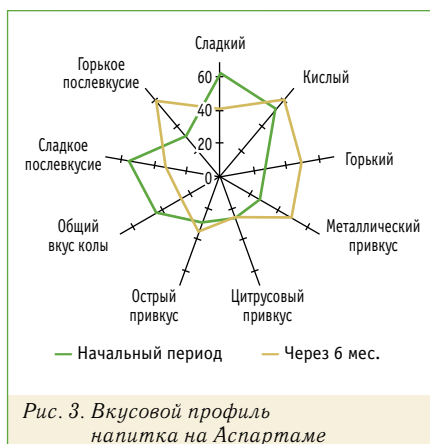 Сладкий
Кислый
Горький
Металлический
привкус
Цитрусовый
привкус
Острый
привкус
Общий
вкус колы
Сладкое
послевкусие
Горькое
послевкусие
60
40
20
0
Начальный период
Через 6 мес.
Рис. 3. Вкусовой профиль
напитка на Аспартаме